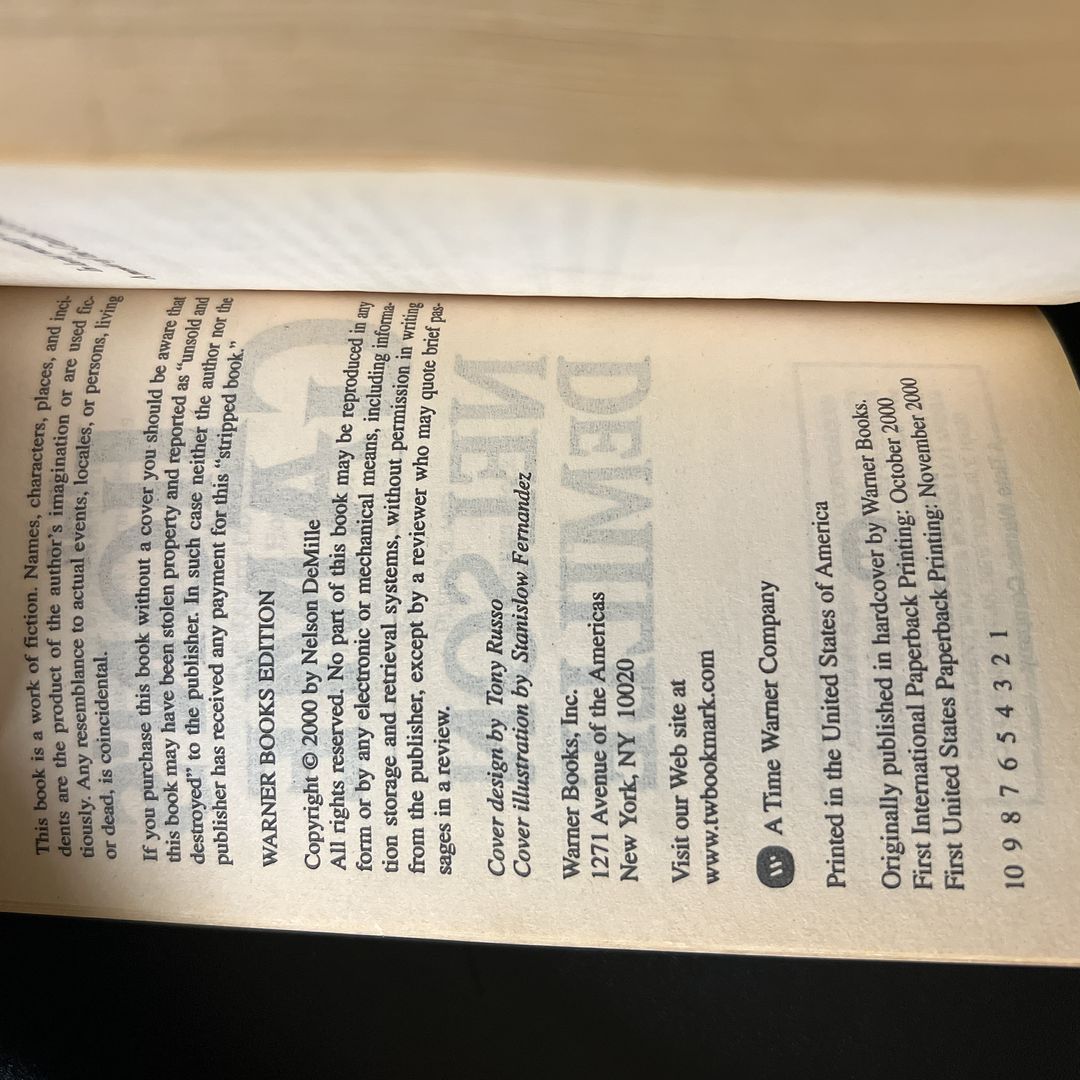 This book is a work of fiction. Names, characters, places, and inci-
dents are the product of the author's imagination or are used fic-
tiously. Any resemblance to actual events, locales, or persons, living
or dead, is coincidental.
If you purchase this book without a cover you should be aware that
this book may have been stolen property and reported as “unsold and
destroyed” to the publisher. In such case neither the author nor the
publisher has received any payment for this “stripped book.”
WARNER BOOKS EDITION
Copyright © 2000 by Nelson DeMille
All rights reserved. No part of this book may be reproduced in any
form or by any electronic or mechanical means, including informa-
tion storage and retrieval systems, without permission in writing
from the publisher, except by a reviewer who may quote brief pas-
sages in a review.
Cover design by Tony Russo
Cover illustration by Stanislow Fernandez
Warner Books, Inc.
1271 Avenue of the Americas
New York, NY 10020
Visit our Web site at
www.twbookmark.com
A Time Warner Company
Printed in the United States of America
Originally published in hardcover by Warner Books.
First International Paperback Printing: October 2000
First United States Paperback Printing: November 2000
10 9 8 7 6 5 4 3 2 1
THE
LION'S
GAME
NELSON
DEMILLE